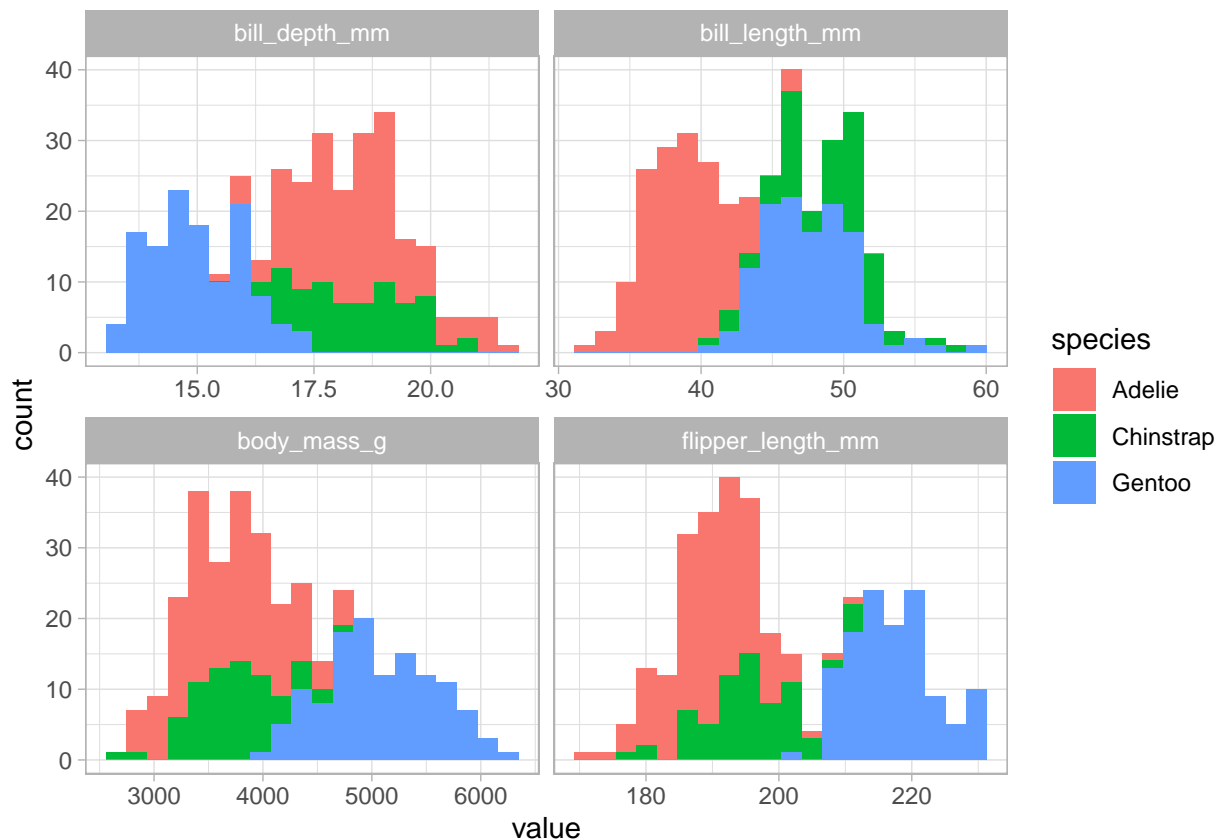 bill_depth_mm
bill_length_mm
40
30
20
10
0
15.0 17.5 20.0
30 40 50 60
count
body_mass_g
flipper_length_mm
40
30
20
10
0
3000 4000 5000 6000
180 200 220
value
species
Adelie
Chinstrap
Gentoo